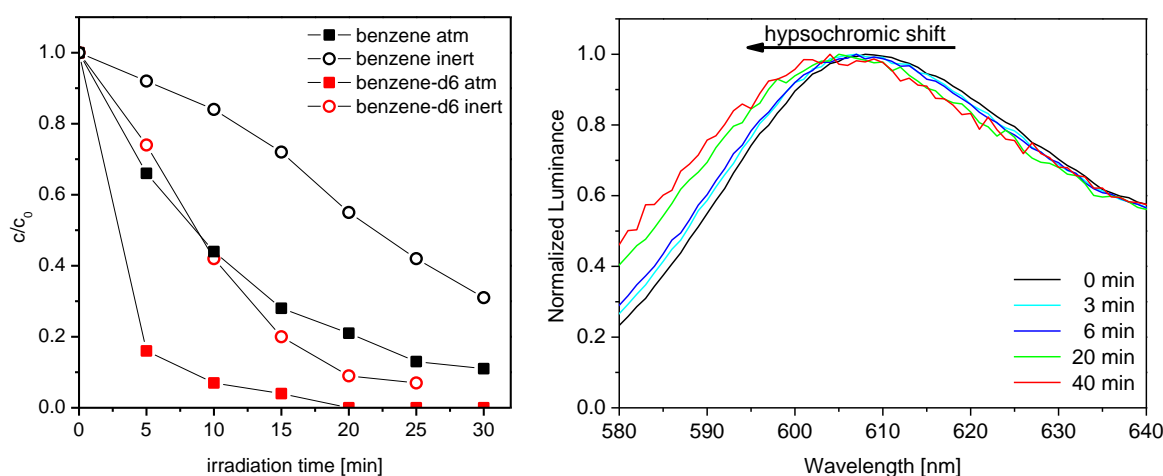 benzene atm
benzene inert
benzene-d6 atm
benzene-d6 inert
1.0
0.8
0.6
0.4
0.2
0.0
c/c0
0 5 10 15 20 25 30
irradiation time [min]
hypsochromic shift
1.0
0.8
0.6
0.4
0.2
0.0
Normalized Luminance
0 min
3 min
6 min
20 min
40 min
580 590 600 610 620 630 640
Wavelength [nm]